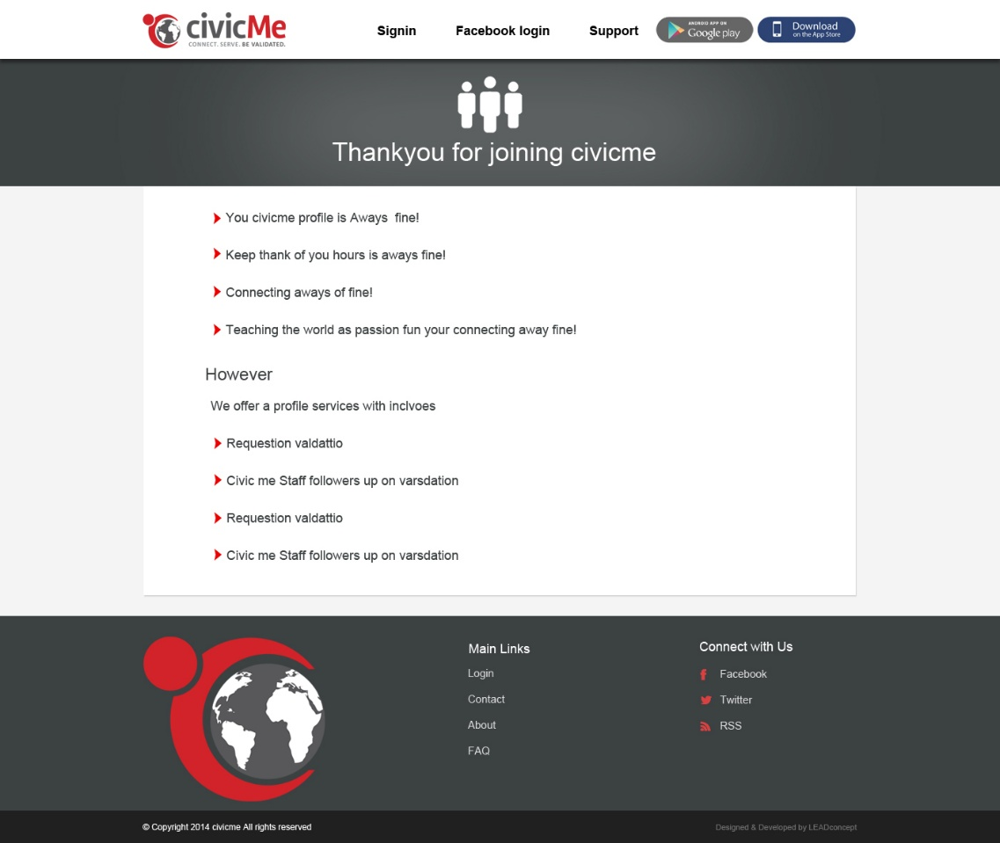 civicMe
CONNECT. SERVE. BE VALIDATED.
Signin
Facebook login
Support
ANDROID APP ON
Google play
Download
on the App Store
Thankyou for joining civicme
You civicme profile is Aways  fine!
Keep thank of you hours is aways fine!
Connecting aways of fine!
Teaching the world as passion fun your connecting away fine!
However
We offer a profile services with inclvoes
Requestion valdattio
Civic me Staff followers up on varsdation
Requestion valdattio
Civic me Staff followers up on varsdation
Main Links
Login
Contact
About
FAQ
Connect with Us
Facebook
Twitter
RSS
© Copyright 2014 civicme All rights reserved
Designed & Developed by LEADconcept